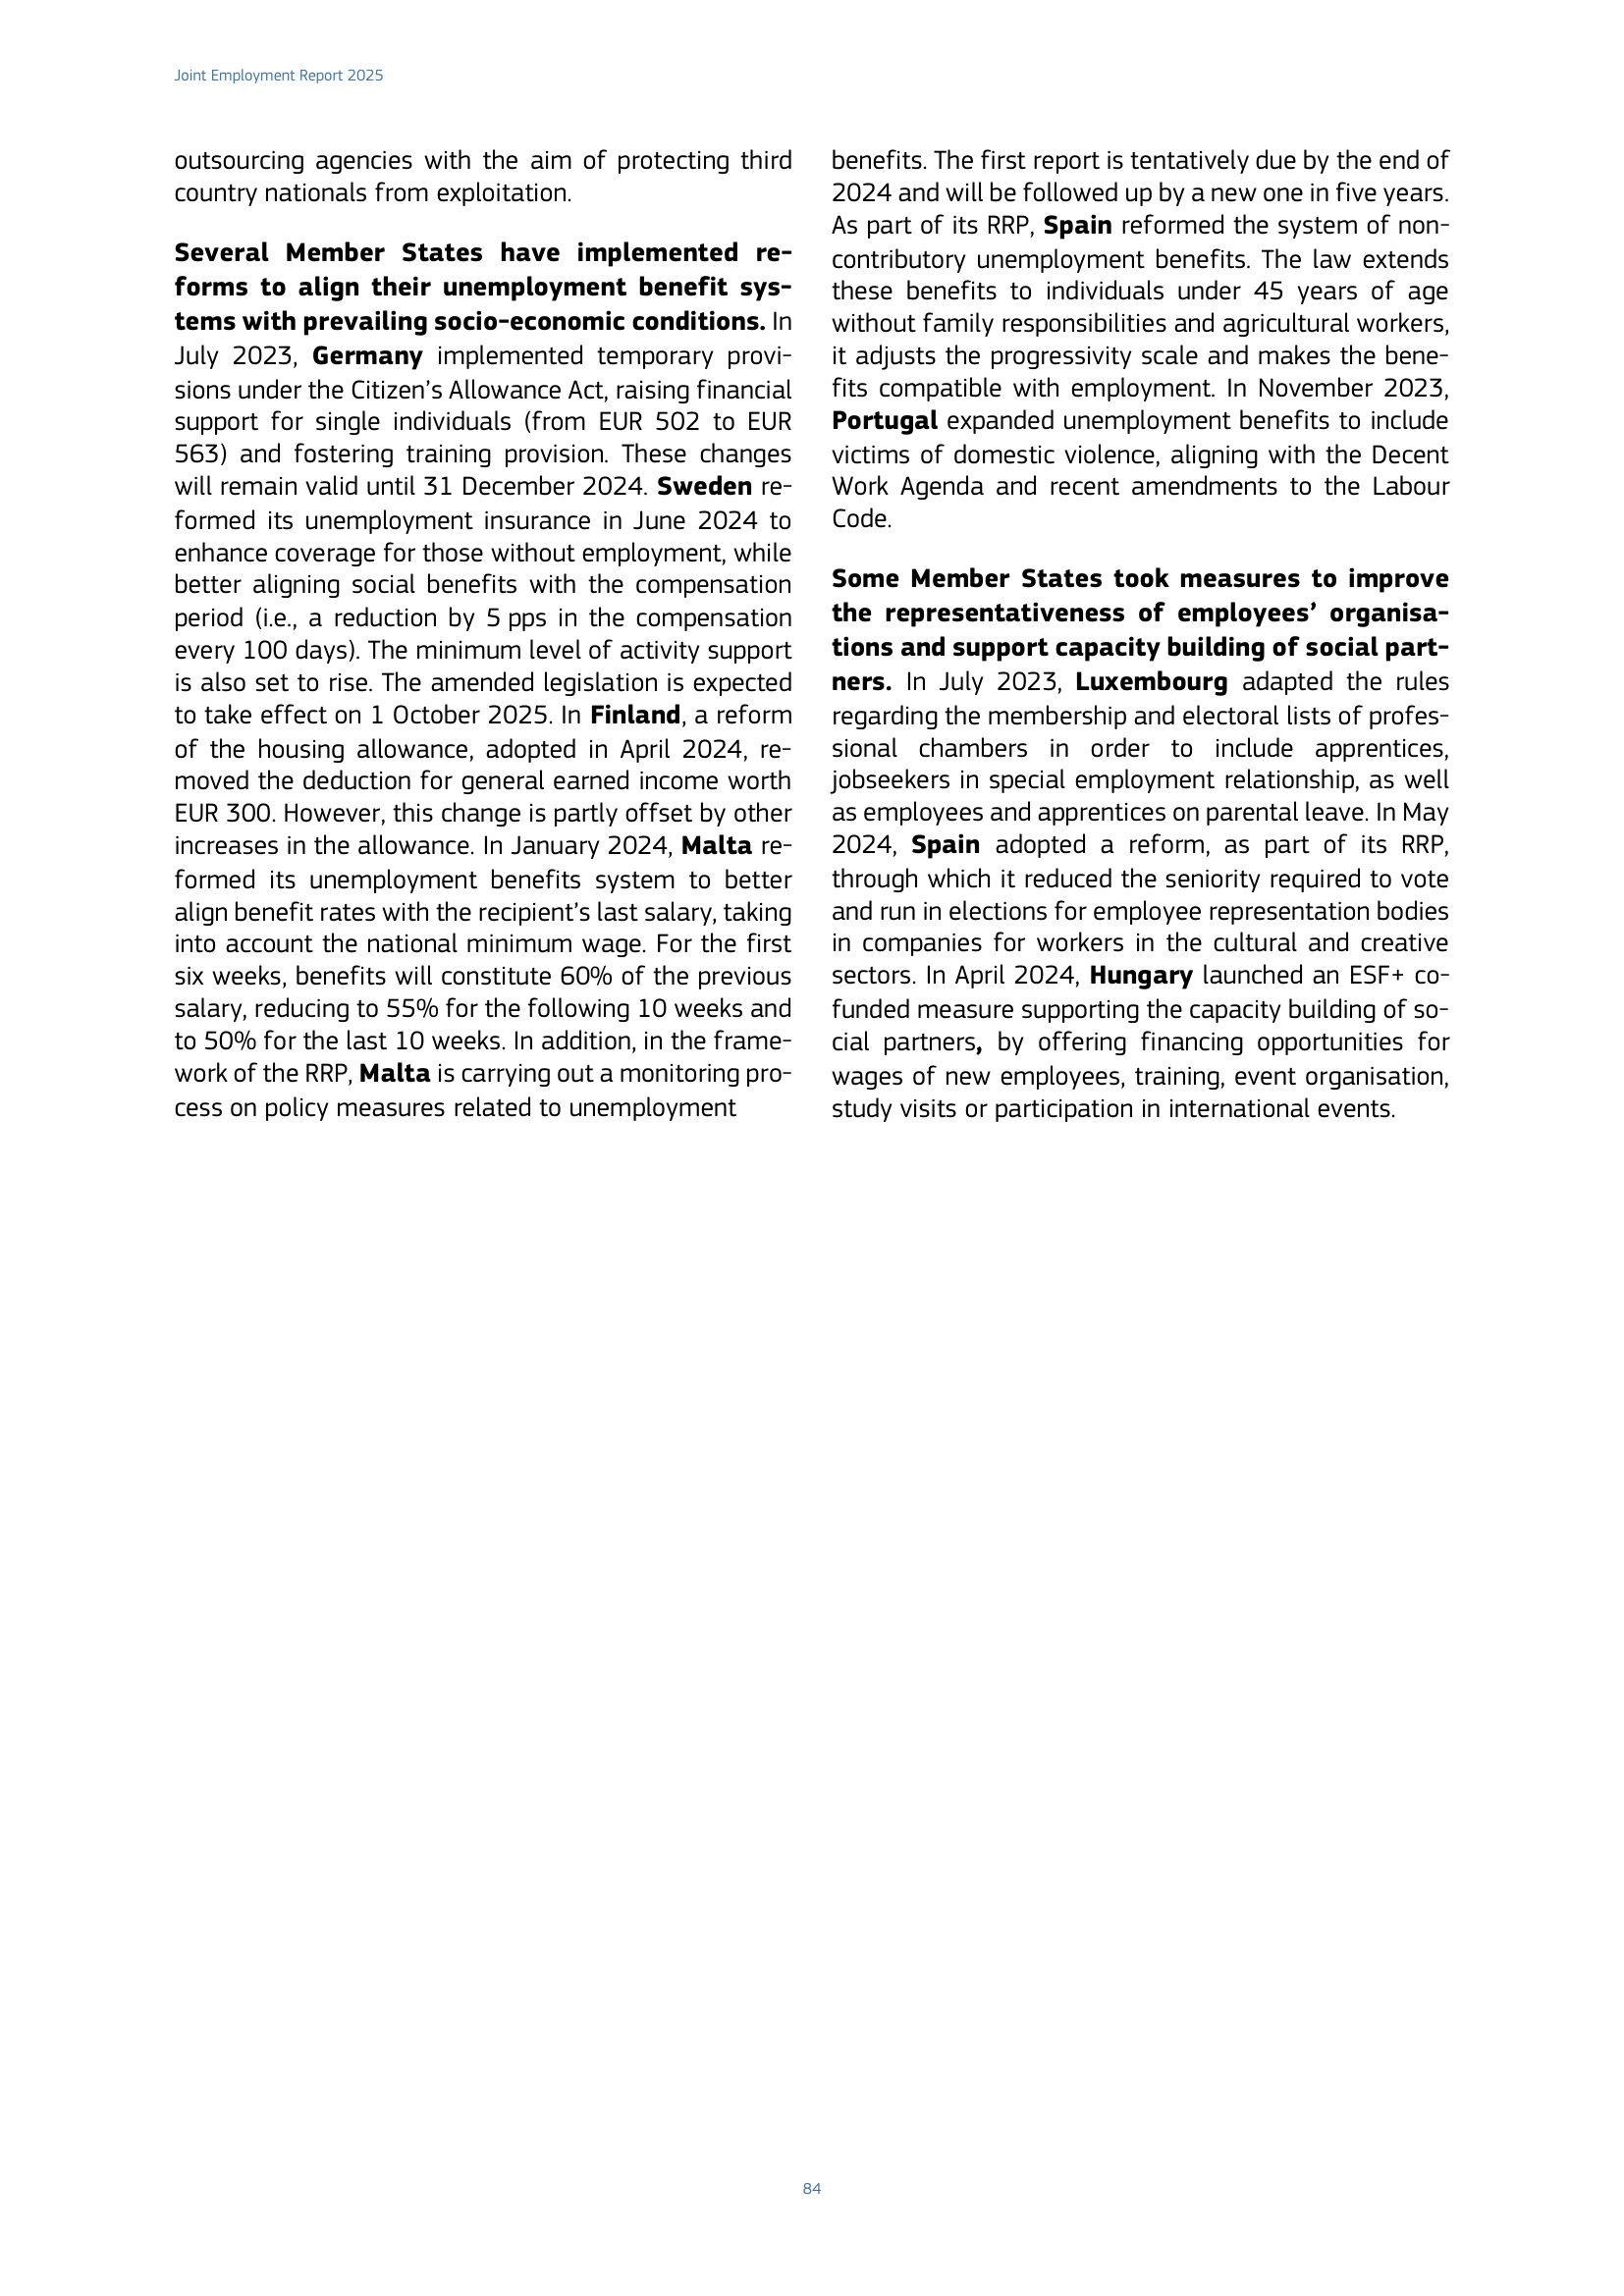 Joint Employment Report 2025
outsourcing agencies with the aim of protecting third
country nationals from exploitation.
Several Member States have implemented re-
forms to align their unemployment benefit sys-
tems with prevailing socio-economic conditions. In
July 2023, Germany implemented temporary provi-
sions under the Citizen’s Allowance Act, raising financial
support for single individuals (from EUR 502 to EUR
563) and fostering training provision. These changes
will remain valid until 31 December 2024. Sweden re-
formed its unemployment insurance in June 2024 to
enhance coverage for those without employment, while
better aligning social benefits with the compensation
period (i.e., a reduction by 5 pps in the compensation
every 100 days). The minimum level of activity support
is also set to rise. The amended legislation is expected
to take effect on 1 October 2025. In Finland, a reform
of the housing allowance, adopted in April 2024, re-
moved the deduction for general earned income worth
EUR 300. However, this change is partly offset by other
increases in the allowance. In January 2024, Malta re-
formed its unemployment benefits system to better
align benefit rates with the recipient’s last salary, taking
into account the national minimum wage. For the first
six weeks, benefits will constitute 60% of the previous
salary, reducing to 55% for the following 10 weeks and
to 50% for the last 10 weeks. In addition, in the frame-
work of the RRP, Malta is carrying out a monitoring pro-
cess on policy measures related to unemployment
benefits. The first report is tentatively due by the end of
2024 and will be followed up by a new one in five years.
As part of its RRP, Spain reformed the system of non-
contributory unemployment benefits. The law extends
these benefits to individuals under 45 years of age
without family responsibilities and agricultural workers,
it adjusts the progressivity scale and makes the bene-
fits compatible with employment. In November 2023,
Portugal expanded unemployment benefits to include
victims of domestic violence, aligning with the Decent
Work Agenda and recent amendments to the Labour
Code.
Some Member States took measures to improve
the representativeness of employees’ organisa-
tions and support capacity building of social part-
ners. In July 2023, Luxembourg adapted the rules
regarding the membership and electoral lists of profes-
sional chambers in order to include apprentices,
jobseekers in special employment relationship, as well
as employees and apprentices on parental leave. In May
2024, Spain adopted a reform, as part of its RRP,
through which it reduced the seniority required to vote
and run in elections for employee representation bodies
in companies for workers in the cultural and creative
sectors. In April 2024, Hungary launched an ESF+ co-
funded measure supporting the capacity building of so-
cial partners, by offering financing opportunities for
wages of new employees, training, event organisation,
study visits or participation in international events.
84